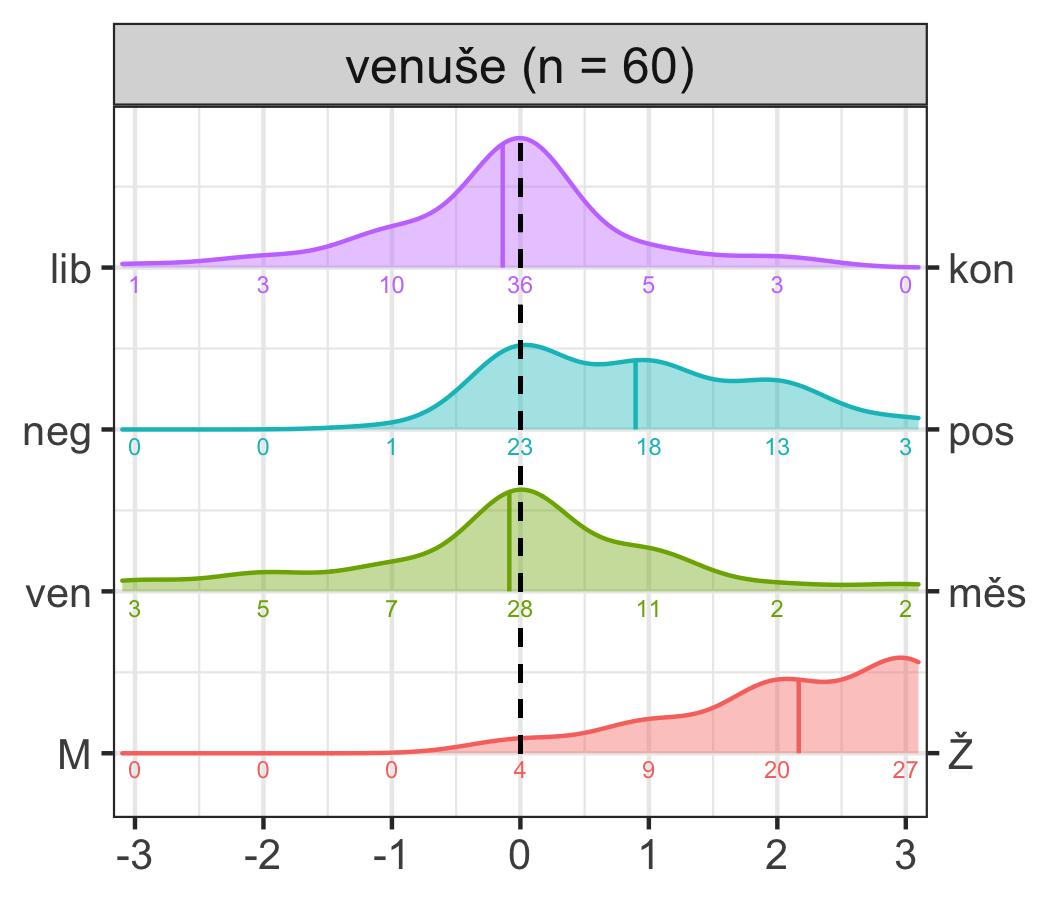 venuše (n = 60)
lib kon
1 3 10 36 5 3 0
neg pos
0 0 1 23 18 13 3
ven měs
3 5 7 28 11 2 2
M Ž
0 0 0 4 9 20 27
-3 -2 -1 0 1 2 3